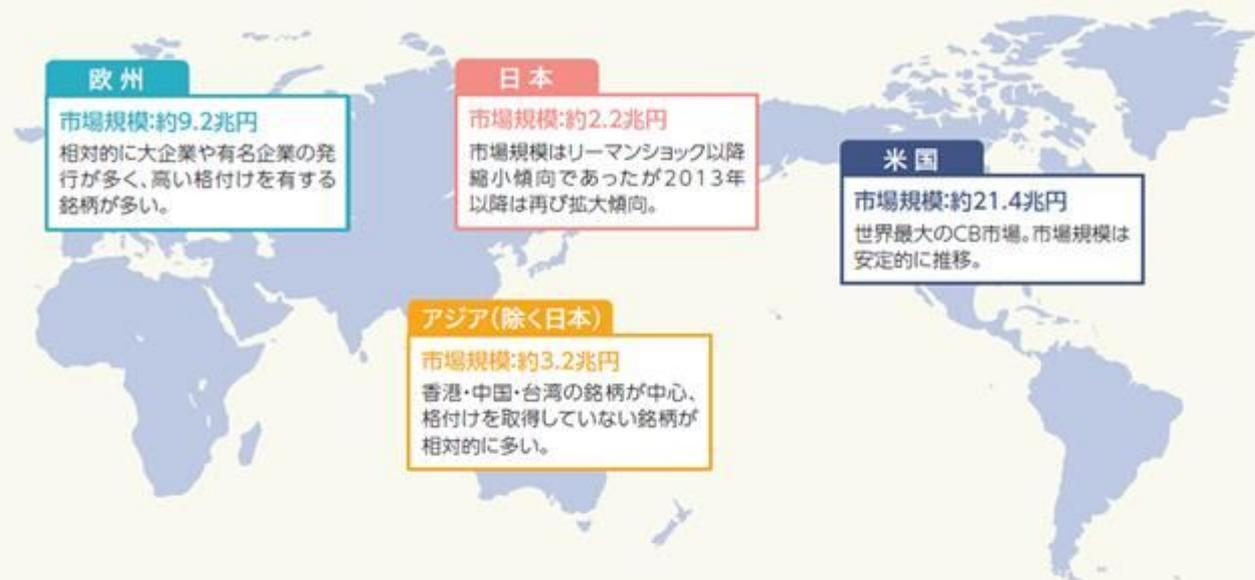 欧州
市場規模:約9.2兆円
相対的に大企業や有名企業の発
行が多く、高い格付けを有する
銘柄が多い。
日本
市場規模:約2.2兆円
市場規模はリーマンショック以降
縮小傾向であったが2013年
以降は再び拡大傾向。
米国
市場規模:約21.4兆円
世界最大のCB市場。市場規模は
安定的に推移。
アジア(除く日本)
市場規模:約3.2兆円
香港・中国・台湾の銘柄が中心、
格付けを取得していない銘柄が
相対的に多い。